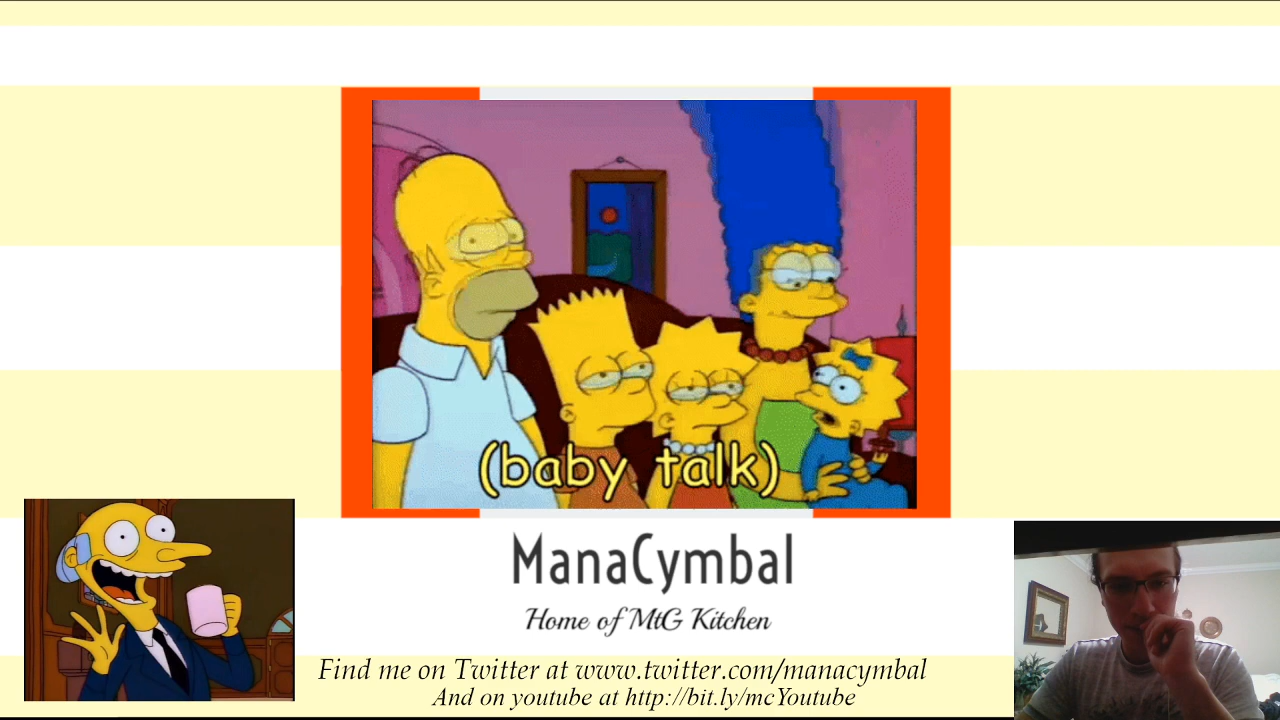 (baby talk)
ManaCymbal
Home of MtG Kitchen
Find me on Twitter at www.twitter.com/manacymbal
And on youtube at http://bit.ly/mcYoutube